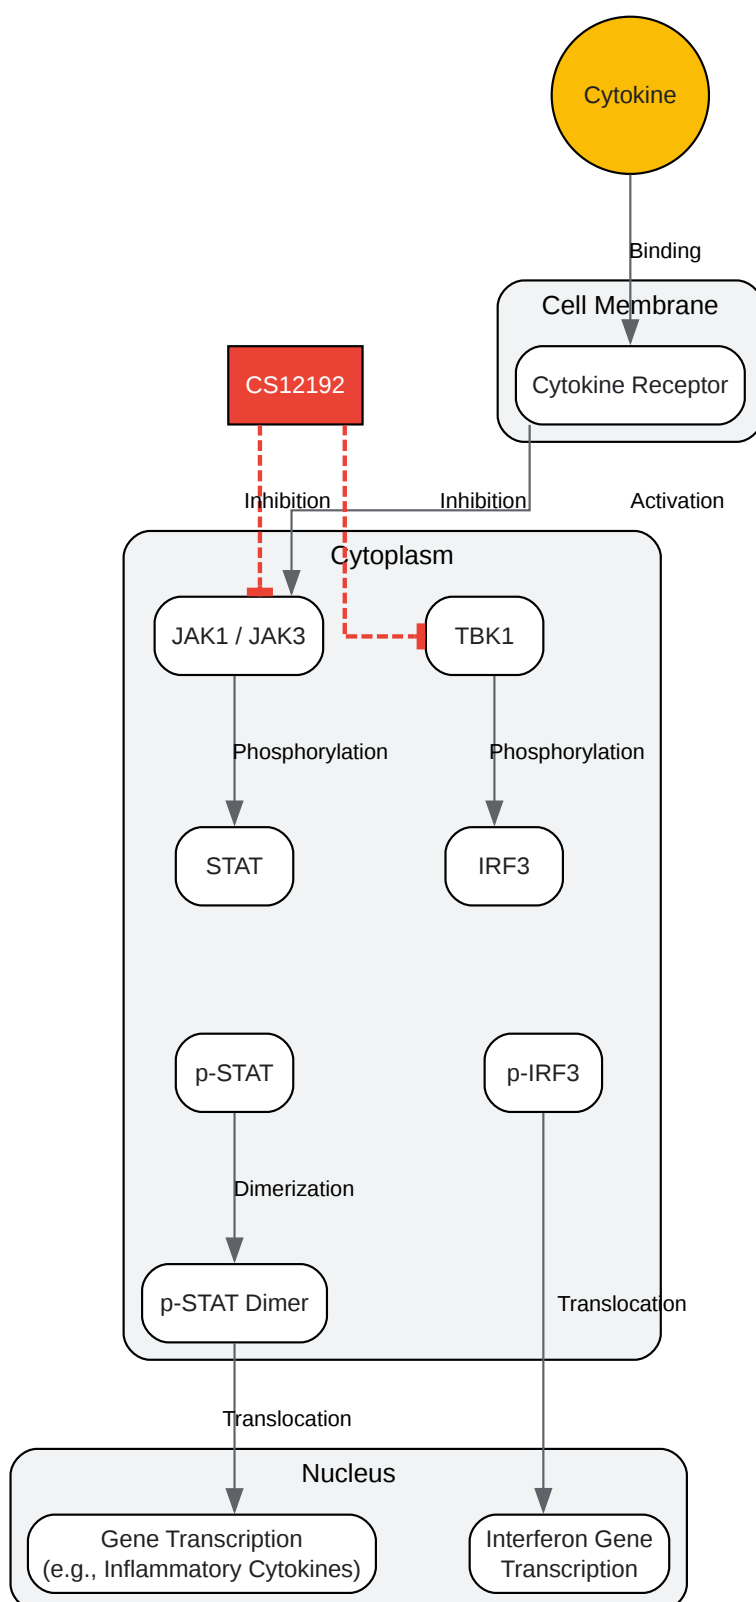 Cytokine
Binding
Cell Membrane
Cytokine Receptor
CS12192
Inhibition
Inhibition
Activation
Cytoplasm
JAK1 / JAK3
TBK1
Phosphorylation
Phosphorylation
STAT
IRF3
p-STAT
p-IRF3
Dimerization
p-STAT Dimer
Translocation
Translocation
Nucleus
Gene Transcription
(e.g., Inflammatory Cytokines)
Interferon Gene
Transcription